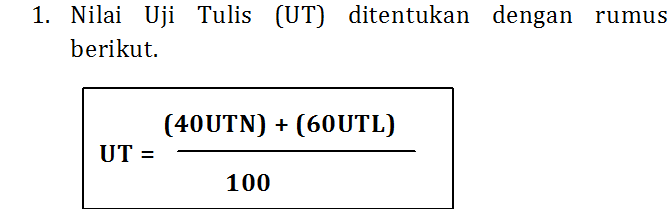 1. Nilai Uji Tulis (UT) ditentukan dengan rumus
berikut.
(40UTN) + (60UTL)
UT =
100